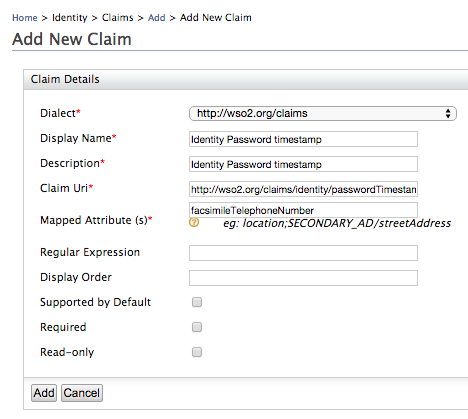 Home > Identity > Claims > Add > Add New Claim
Add New Claim
Claim Details
Dialect* http://wso2.org/claims
Display Name* Identity Password timestamp
Description* Identity Password timestamp
Claim Uri* http://wso2.org/claims/identity/passwordTimestan
Mapped Attribute (s)* facsimileTelephoneNumber
eg: location;SECONDARY_AD/streetAddress
Regular Expression
Display Order
Supported by Default
Required
Read-only
Add Cancel